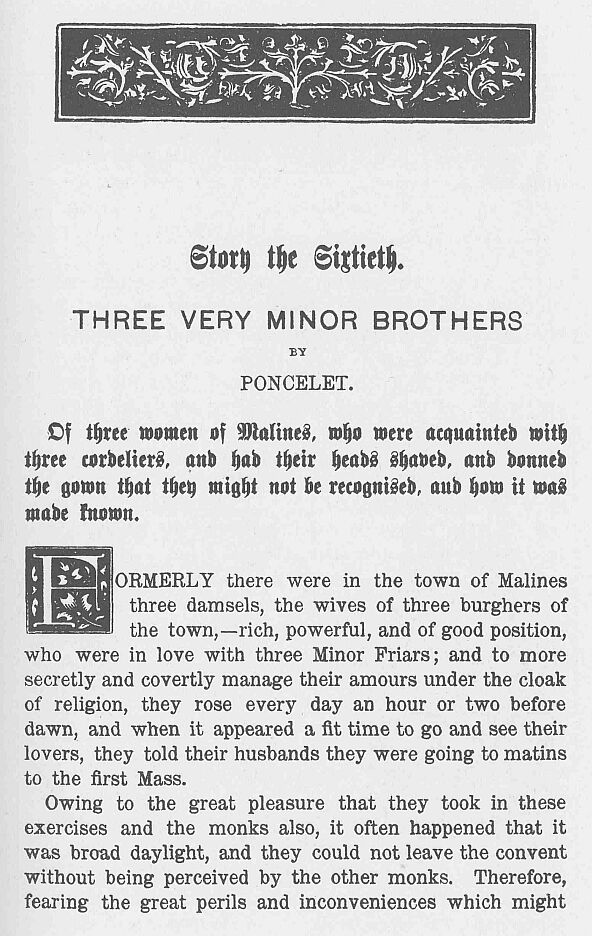 Story the Sixtieth.
THREE VERY MINOR BROTHERS
BY
PONCELET.
Of three women of Malines, who were acquainted with
three cordeliers, and had their heads shaved, and donned
the gown that they might not be recognised, aud how it was
made known.
FORMERLY there were in the town of Malines
three damsels, the wives of three burghers of
the town,—rich, powerful, and of good position,
who were in love with three Minor Friars; and to more
secretly and covertly manage their amours under the cloak
of religion, they rose every day an hour or two before
dawn, and when it appeared a fit time to go and see their
lovers, they told their husbands they were going to matins
to the first Mass.
Owing to the great pleasure that they took in these
exercises and the monks also, it often happened that it
was broad daylight, and they could not leave the convent
without being perceived by the other monks. Therefore,
fearing the great perils and inconveniences which might